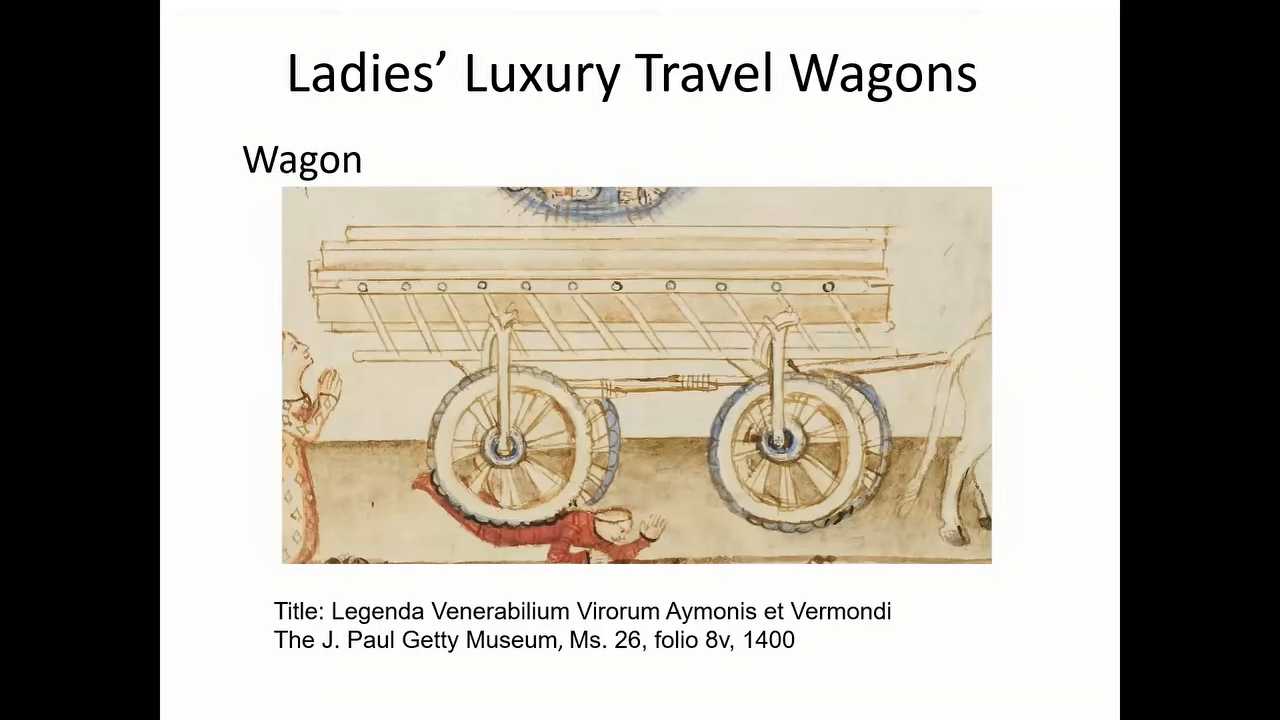 Ladies’ Luxury Travel Wagons
Wagon
Title: Legenda Venerabilium Virorum Aymonis et Vermondi
The J. Paul Getty Museum, Ms. 26, folio 8v, 1400